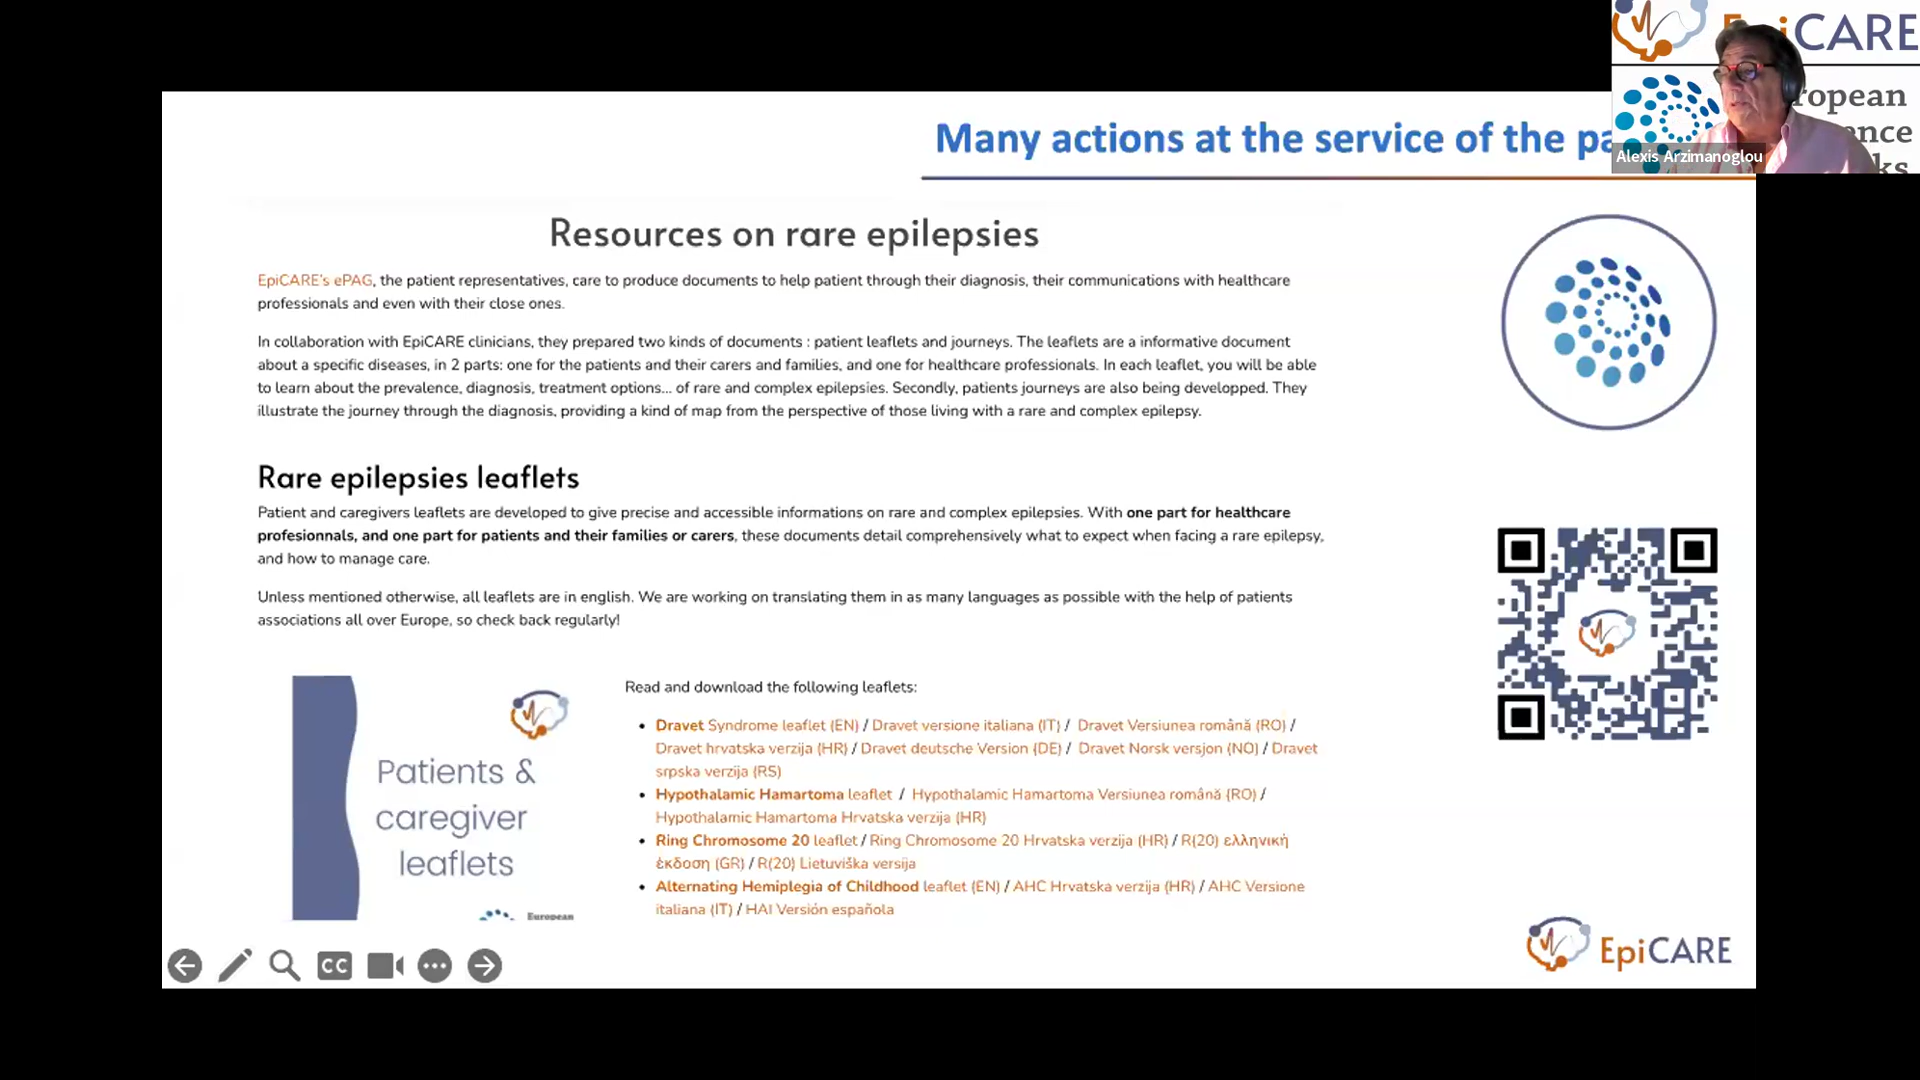 EpiCARE
ropean
ence
ks
Alexis Arzimanoglou
Many actions at the service of the pa
Resources on rare epilepsies
EpiCARE's ePAG, the patient representatives, care to produce documents to help patient through their diagnosis, their communications with healthcare
professionals and even with their close ones.
In collaboration with EpiCARE clinicians, they prepared two kinds of documents : patient leaflets and journeys. The leaflets are a informative document
about a specific diseases, in 2 parts: one for the patients and their carers and families, and one for healthcare professionals. In each leaflet, you will be able
to learn about the prevalence, diagnosis, treatment options... of rare and complex epilepsies. Secondly, patients journeys are also being developped. They
illustrate the journey through the diagnosis, providing a kind of map from the perspective of those living with a rare and complex epilepsy.
Rare epilepsies leaflets
Patient and caregivers leaflets are developed to give precise and accessible informations on rare and complex epilepsies. With one part for healthcare
profesionnals, and one part for patients and their families or carers, these documents detail comprehensively what to expect when facing a rare epilepsy,
and how to manage care.
Unless mentioned otherwise, all leaflets are in english. We are working on translating them in as many languages as possible with the help of patients
associations all over Europe, so check back regularly!
Patients &
caregiver
leaflets
European
Read and download the following leaflets:
• Dravet Syndrome leaflet (EN) / Dravet versione italiana (IT) / Dravet Versiunea română (RO) /
Dravet hrvatska verzija (HR) / Dravet deutsche Version (DE) / Dravet Norsk versjon (NO) / Dravet
srpska verzija (RS)
• Hypothalamic Hamartoma leaflet / Hypothalamic Hamartoma Versiunea română (RO) /
Hypothalamic Hamartoma Hrvatska verzija (HR)
• Ring Chromosome 20 leaflet / Ring Chromosome 20 Hrvatska verzija (HR) / R(20) ελληνική
έκδοση (GR) / R(20) Lietuviška versija
• Alternating Hemiplegia of Childhood leaflet (EN) / AHC Hrvatska verzija (HR) / AHC Versione
italiana (IT) / HAI Versión española
CC
EpiCARE